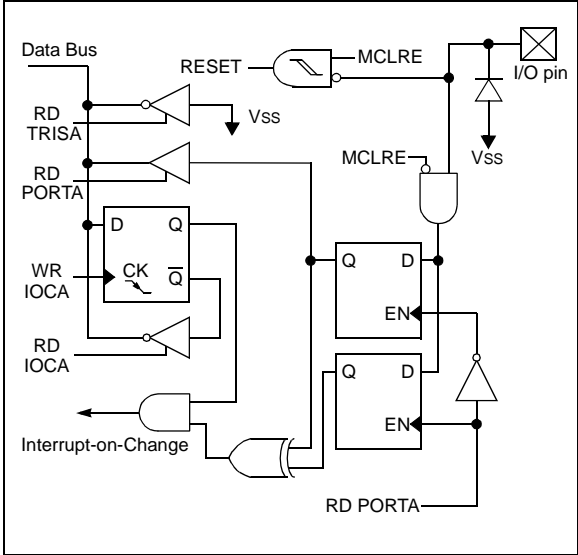 Data Bus
RESET
MCLRE
I/O pin
RD
TRISA
VSS
VSS
RD
PORTA
MCLRE
D
Q
WR
IOCA
CK
Q
Q
D
EN
RD
IOCA
Q
D
EN
Interrupt-on-Change
RD PORTA